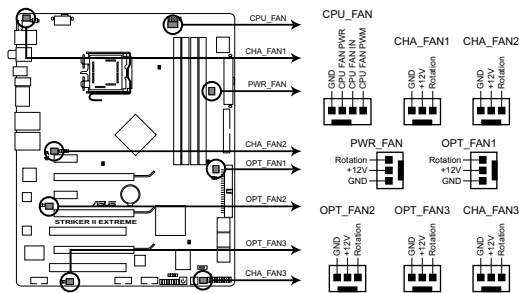 CPU_FAN
CHA_FAN1
PWR_FAN
CHA_FAN2
OPT_FAN1
OPT_FAN2
OPT_FAN3
CHA_FAN3
ASUS
STRIKER II EXTREME
CPU_FAN
GND
CPU FAN PWR
CPU FAN IN
CPU FAN PWM
CHA_FAN1
GND
+12V
Rotation
CHA_FAN2
GND
+12V
Rotation
PWR_FAN
Rotation
+12V
GND
OPT_FAN1
Rotation
+12V
GND
OPT_FAN2
GND
+12V
Rotation
OPT_FAN3
GND
+12V
Rotation
CHA_FAN3
GND
+12V
Rotation